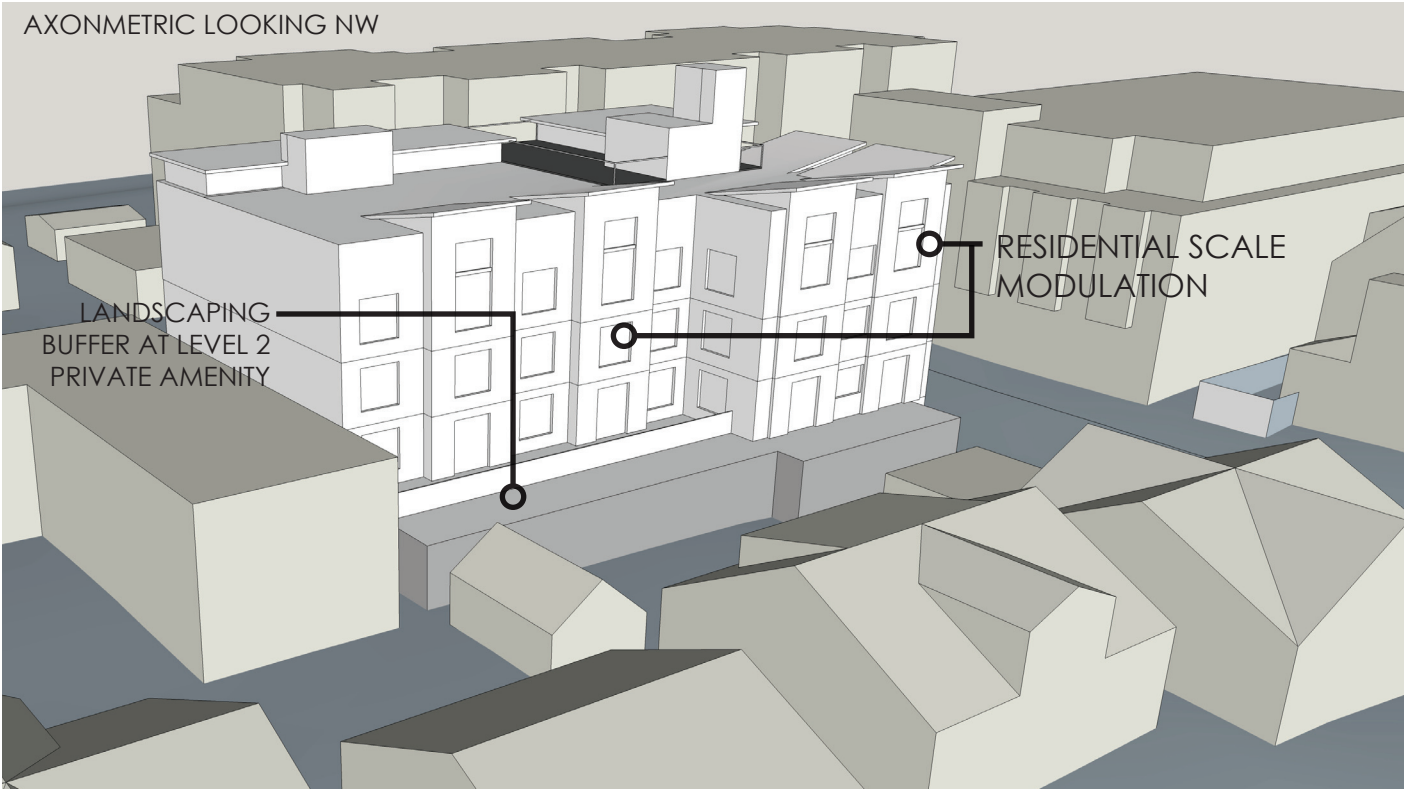 AXONMETRIC LOOKING NW
RESIDENTIAL SCALE
MODULATION
LANDSCAPING
BUFFER AT LEVEL 2
PRIVATE AMENITY